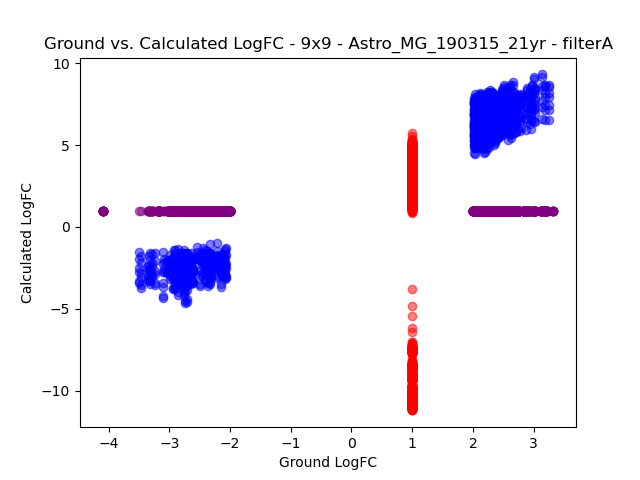 Ground vs. Calculated LogFC - 9x9 - Astro_MG_190315_21yr - filterA
10
5
0
−5
−10
Calculated LogFC
−4 −3 −2 −1 0 1 2 3
Ground LogFC